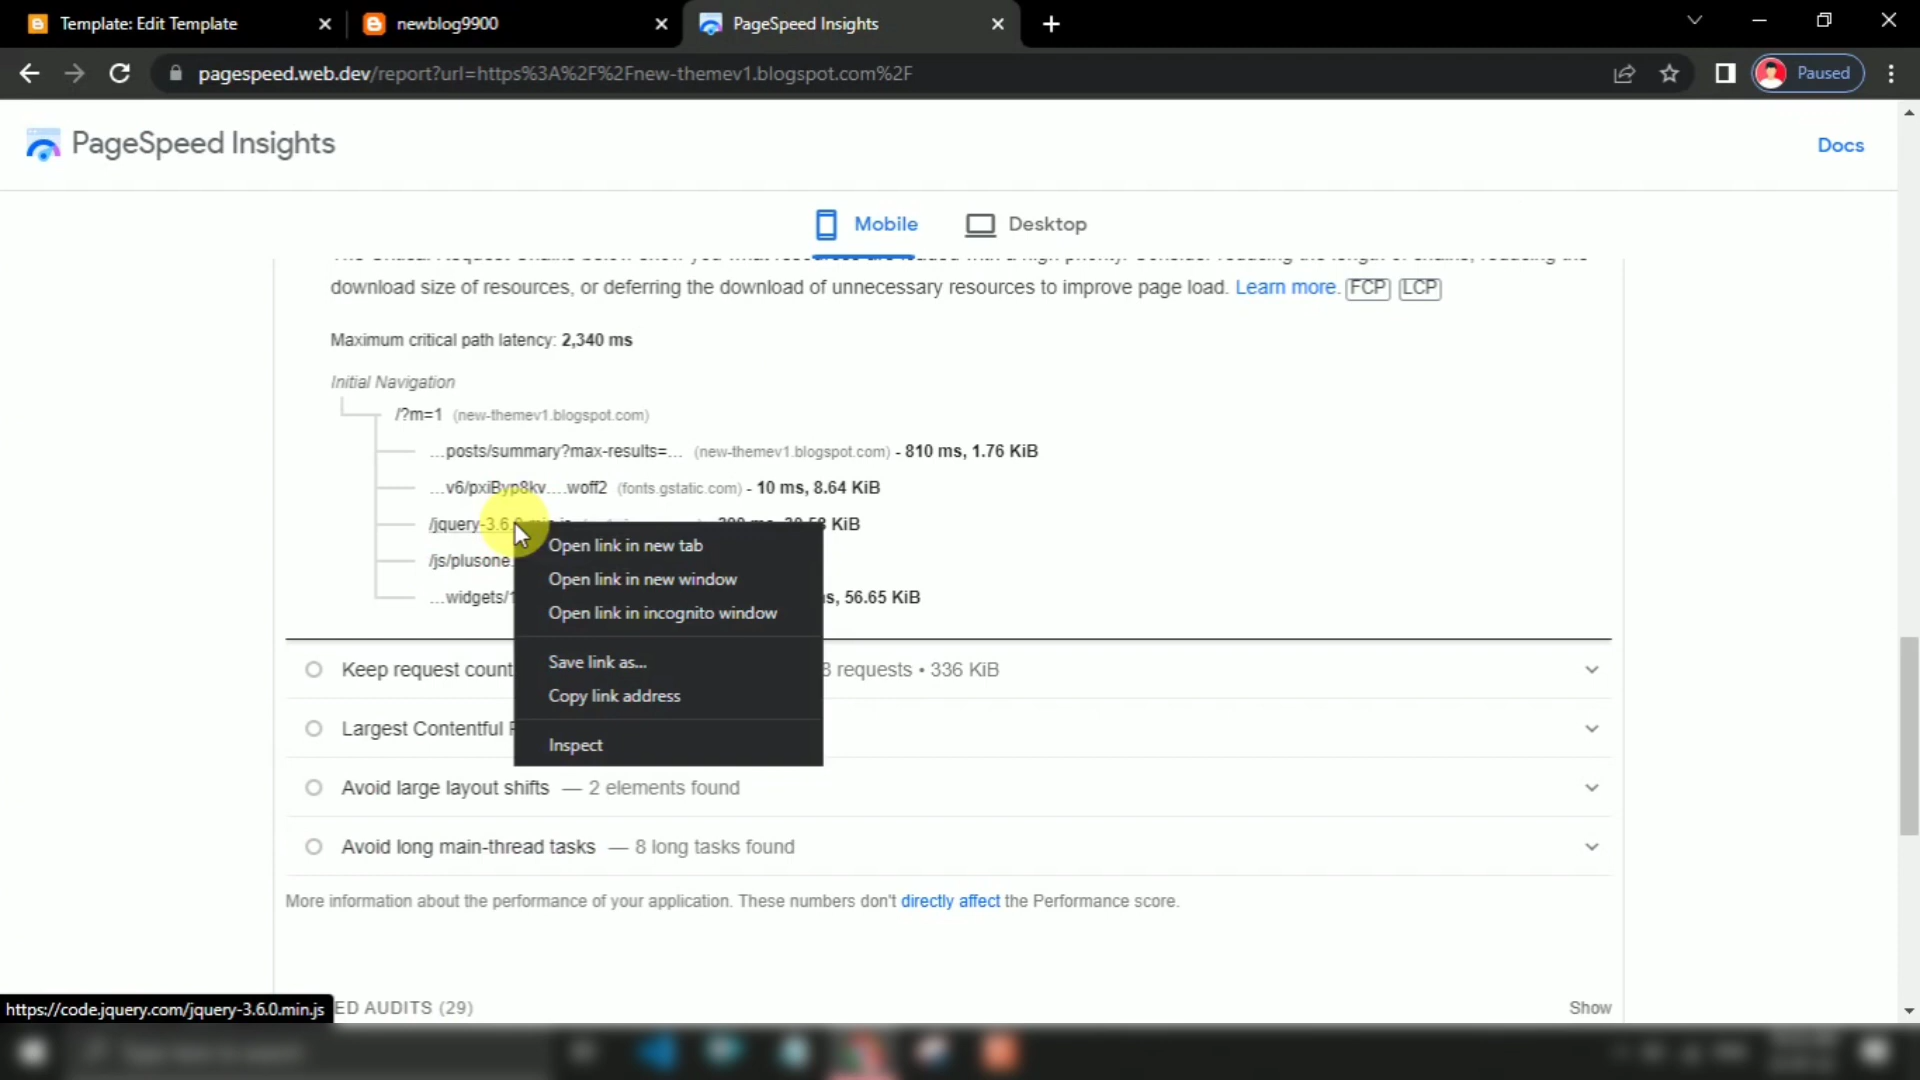 Template: Edit Template
newblog9900
PageSpeed Insights
pagespeed.web.dev/report?url=https%3A%2F%2Fnew-themev1.blogspot.com%2F
Paused
PageSpeed Insights
Docs
Mobile
Desktop
download size of resources, or deferring the download of unnecessary resources to improve page load. Learn more. FCP LCP
Maximum critical path latency: 2,340 ms
Initial Navigation
/?m=1 (new-themev1.blogspot.com)
…posts/summary?max-results=… (new-themev1.blogspot.com) - 810 ms, 1.76 KiB
…v6/pxiByp8kv….woff2 (fonts.gstatic.com) - 10 ms, 8.64 KiB
/jquery-3.6. KiB
/js/plusone.
…widgets/ 56.65 KiB
Open link in new tab
Open link in new window
Open link in incognito window
Save link as...
Copy link address
Inspect
Keep request count requests • 336 KiB
Largest Contentful
Avoid large layout shifts — 2 elements found
Avoid long main-thread tasks — 8 long tasks found
More information about the performance of your application. These numbers don't directly affect the Performance score.
https://code.jquery.com/jquery-3.6.0.min.js
ED AUDITS (29)
Show